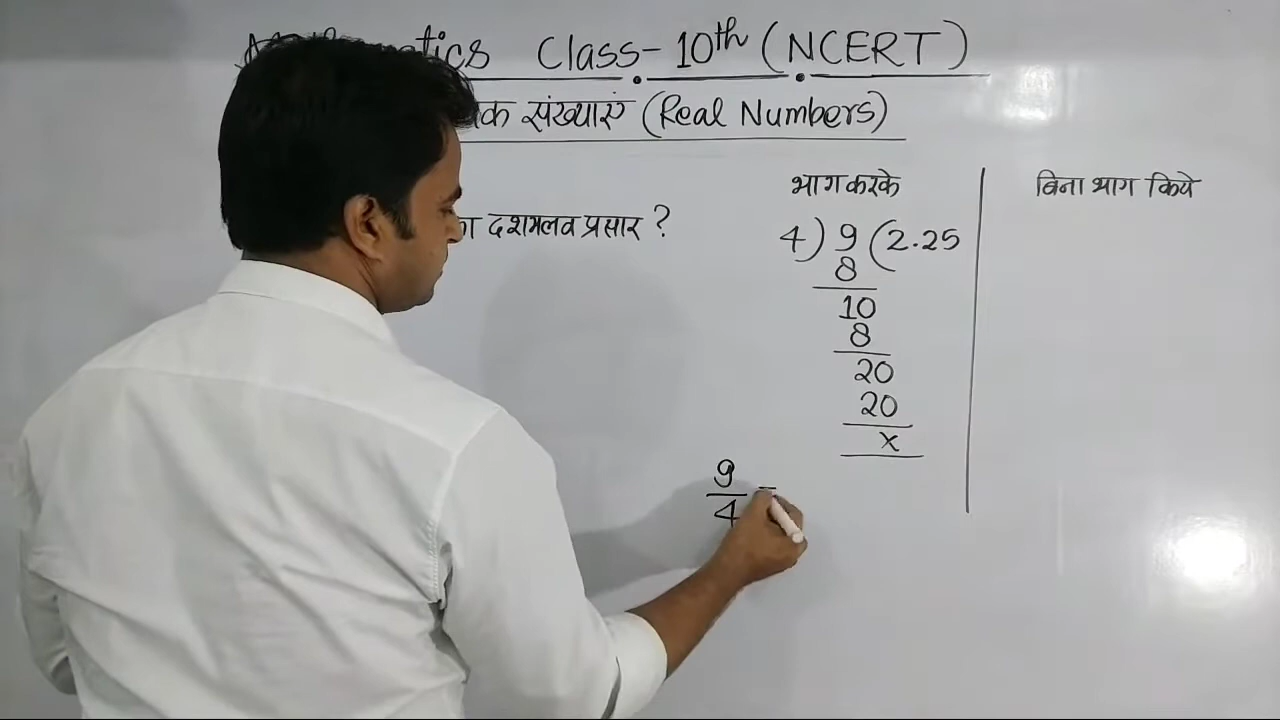 Class- 10th (NCERT)
संख्याएं (Real Numbers)
का दशमलव प्रसार ?
भाग करके
4) 9 (2.25
8
10
8
20
20
x
9
4
=
बिना भाग किये